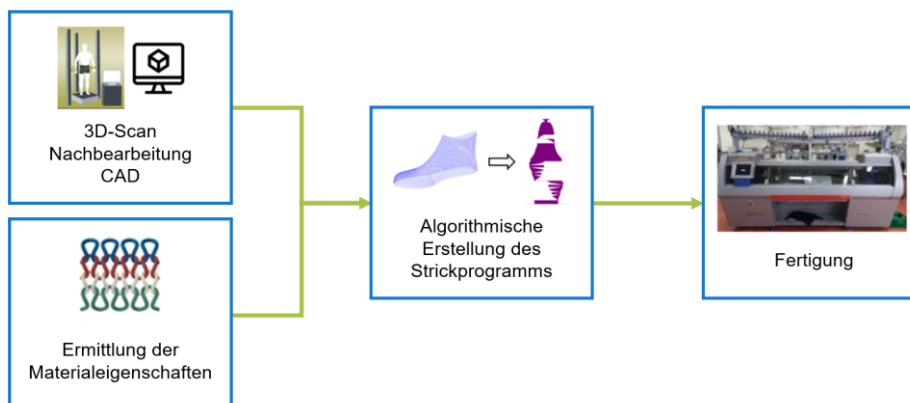 3D-Scan
Nachbearbeitung
CAD
Ermittlung der
Materialeigenschaften
Algorithmische
Erstellung des
Strickprogramms
Fertigung